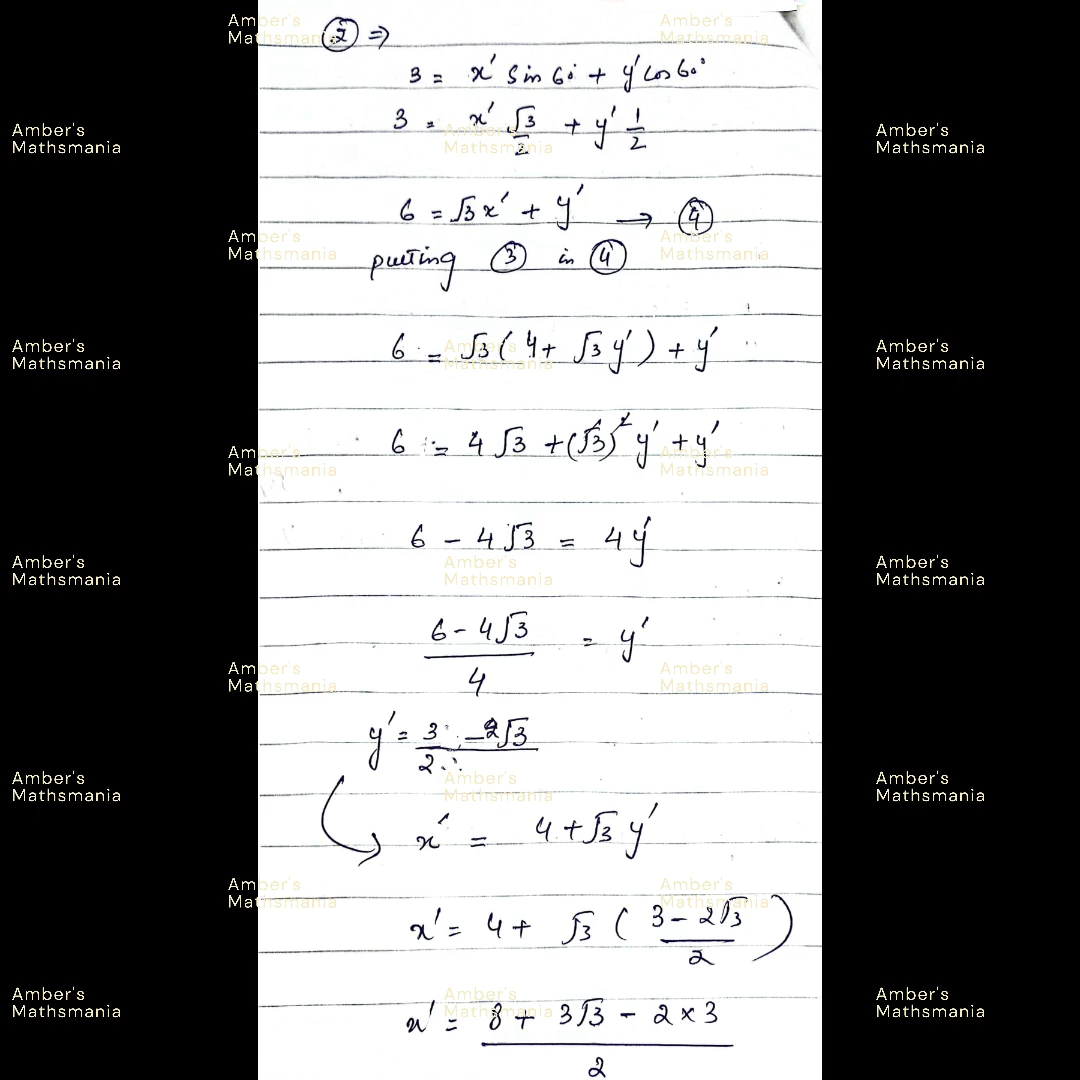 ② ⇒
3 = x' Sin 60° + y' Cos 60°
3 = x' √3/2 + y' 1/2
6 = √3 x' + y' → ④
putting ③ in ④
6 = √3 ( 4 + √3 y' ) + y'
6 = 4 √3 + (√3)² y' + y'
6 - 4√3 = 4y'
(6 - 4√3)/4 = y'
y' = (3 - 2√3)/2
x' = 4 + √3 y'
x' = 4 + √3 ( (3 - 2√3)/2 )
x' = (8 + 3√3 - 2 × 3)/2
Amber's
Mathsmania